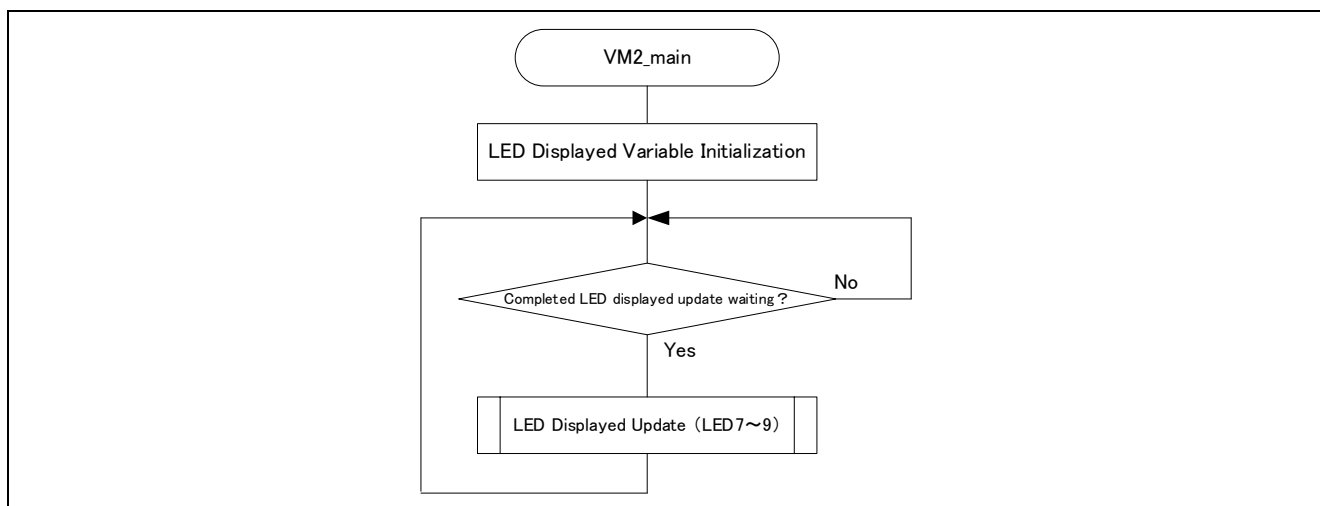 VM2_main
LED Displayed Variable Initialization
Completed LED displayed update waiting？
No
Yes
LED Displayed Update （LED7～9）